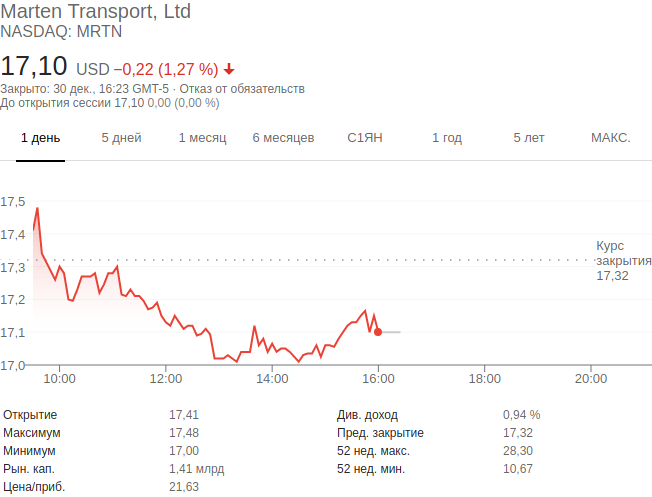 Marten Transport, Ltd
NASDAQ: MRTN
17,10 USD −0,22 (1,27 %)
Закрыто: 30 дек., 16:23 GMT-5 · Отказ от обязательств
До открытия сессии 17,10 0,00 (0,00 %)
1 день 5 дней 1 месяц 6 месяцев С1ЯН 1 год 5 лет МАКС.
17,5
17,4
Курс
закрытия
17,32
17,3
17,2
17,1
17,0
10:00 12:00 14:00 16:00 18:00 20:00
Открытие 17,41 Див. доход 0,94 %
Максимум 17,48 Пред. закрытие 17,32
Минимум 17,00 52 нед. макс. 28,30
Рын. кап. 1,41 млрд 52 нед. мин. 10,67
Цена/приб. 21,63